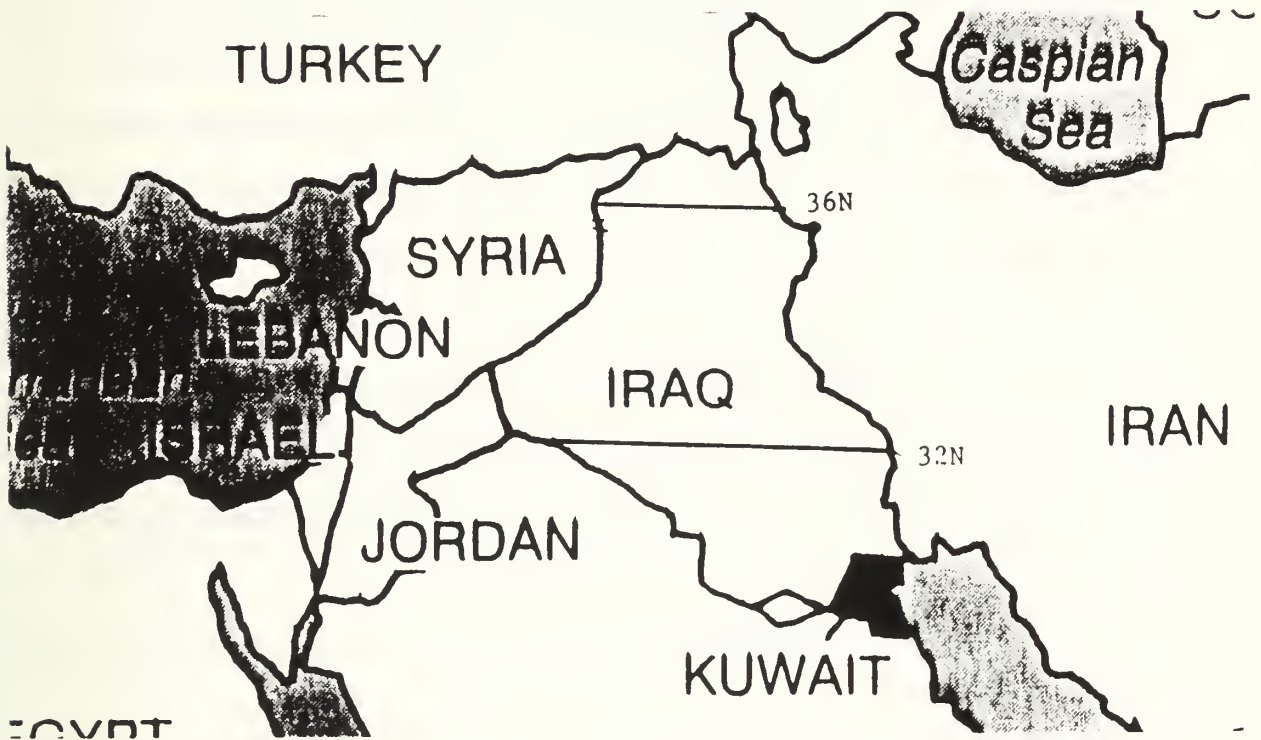 TURKEY
Caspian
Sea
36N
SYRIA
LEBANON
IRAQ
ISRAEL
IRAN
32N
JORDAN
KUWAIT